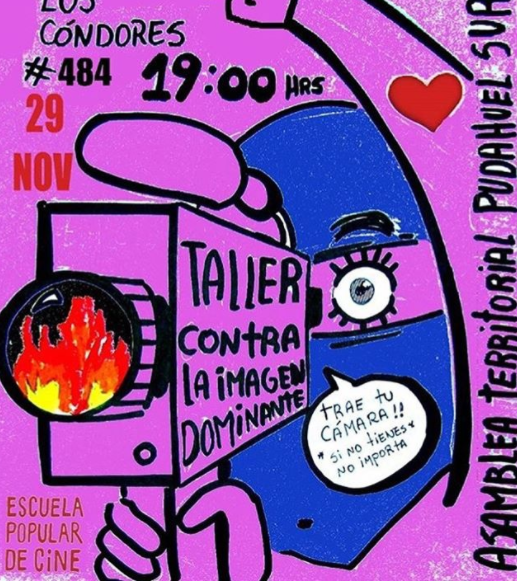 LOS
CÓNDORES
#484
19:00 HRS
29
NOV
TALLER
CONTRA
LA IMAGEN
DOMINANTE
TRAE TU
CÁMARA!!
* SI NO TIENES *
NO IMPORTA
ESCUELA
POPULAR
DE CINE
ASAMBLEA TERRITORIAL PUDAHUEL SUR